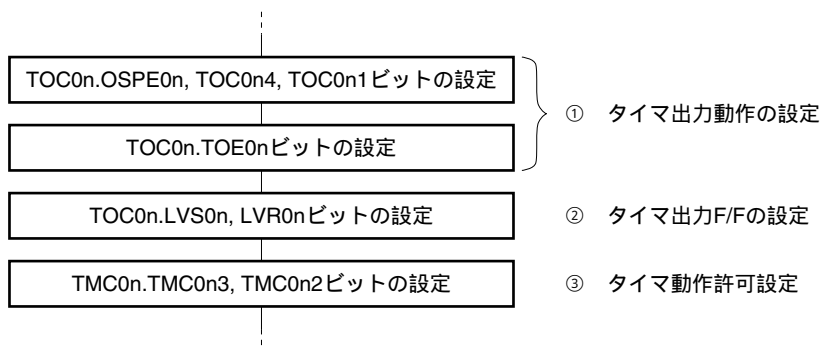 TOC0n.OSPE0n, TOC0n4, TOC0n1ビットの設定
TOC0n.TOE0nビットの設定
① タイマ出力動作の設定
TOC0n.LVS0n, LVR0nビットの設定
② タイマ出力F/Fの設定
TMC0n.TMC0n3, TMC0n2ビットの設定
③ タイマ動作許可設定